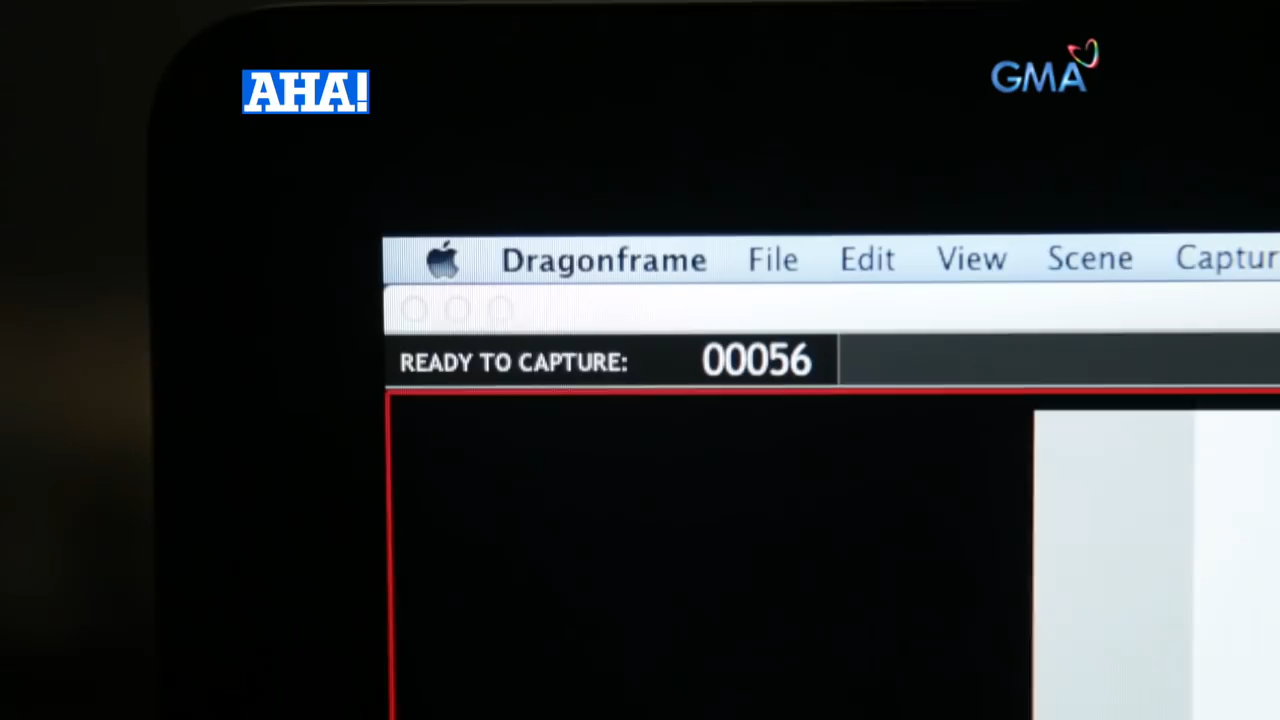 AHA!
GMA
Dragonframe File Edit View Scene Captur
READY TO CAPTURE: 00056